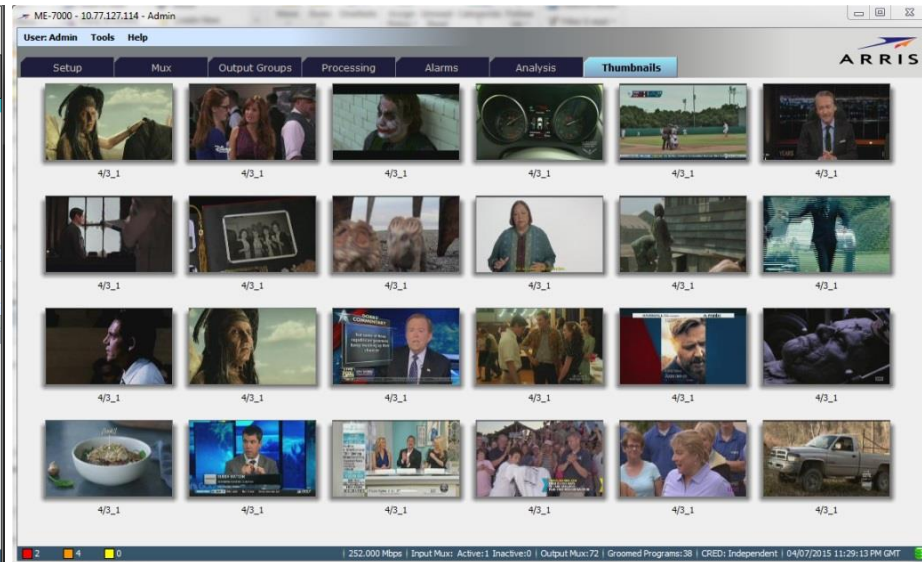 ME-7000 - 10.77.127.114 - Admin
User: Admin Tools Help
ARRIS
Setup Mux Output Groups Processing Alarms Analysis Thumbnails
4/3_1 4/3_1 4/3_1 4/3_1 4/3_1 4/3_1
4/3_1 4/3_1 4/3_1 4/3_1 4/3_1 4/3_1
COMMENTARY
4/3_1 4/3_1 4/3_1 4/3_1 4/3_1 4/3_1
4/3_1 4/3_1 4/3_1 4/3_1 4/3_1 4/3_1
2 4 0 | 252.000 Mbps | Input Mux: Active:1 Inactive:0 | Output Mux:72 | Groomed Programs:38 | CRED: Independent | 04/07/2015 11:29:13 PM GMT